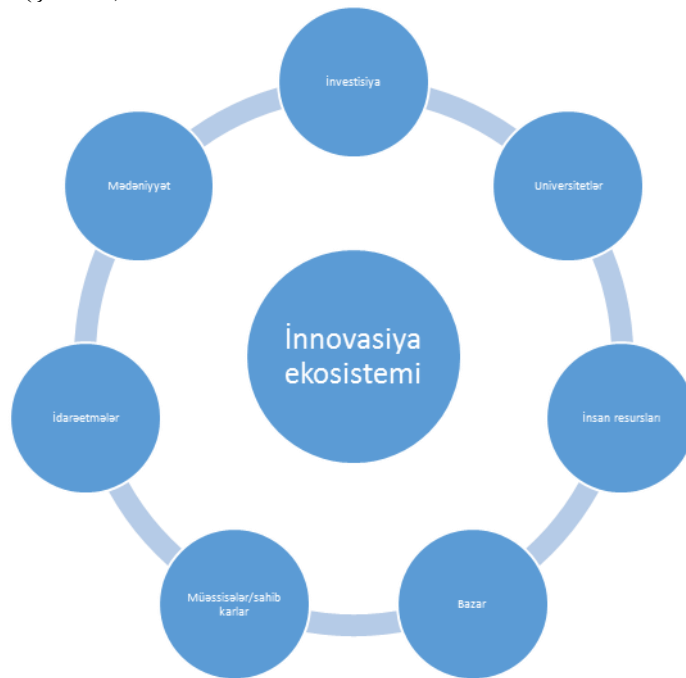 İnvestisiya
Mədəniyyət
Universitetlər
İnnovasiya
ekosistemi
İdarəetmələr
İnsan resursları
Müəssisələr/sahib
karlar
Bazar